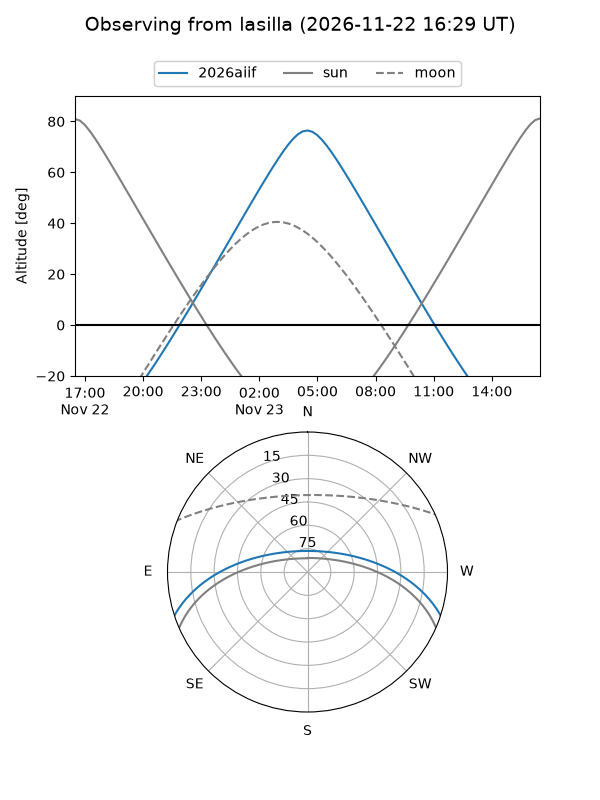 Observing from lasilla (2026-11-22 16:29 UT)
2026aiif sun moon
Altitude [deg]
80
60
40
20
0
−20
17:00 20:00 23:00 02:00 05:00 08:00 11:00 14:00
Nov 22 Nov 23
N
NE NW
15
30
45
60
75
E W
SE SW
S